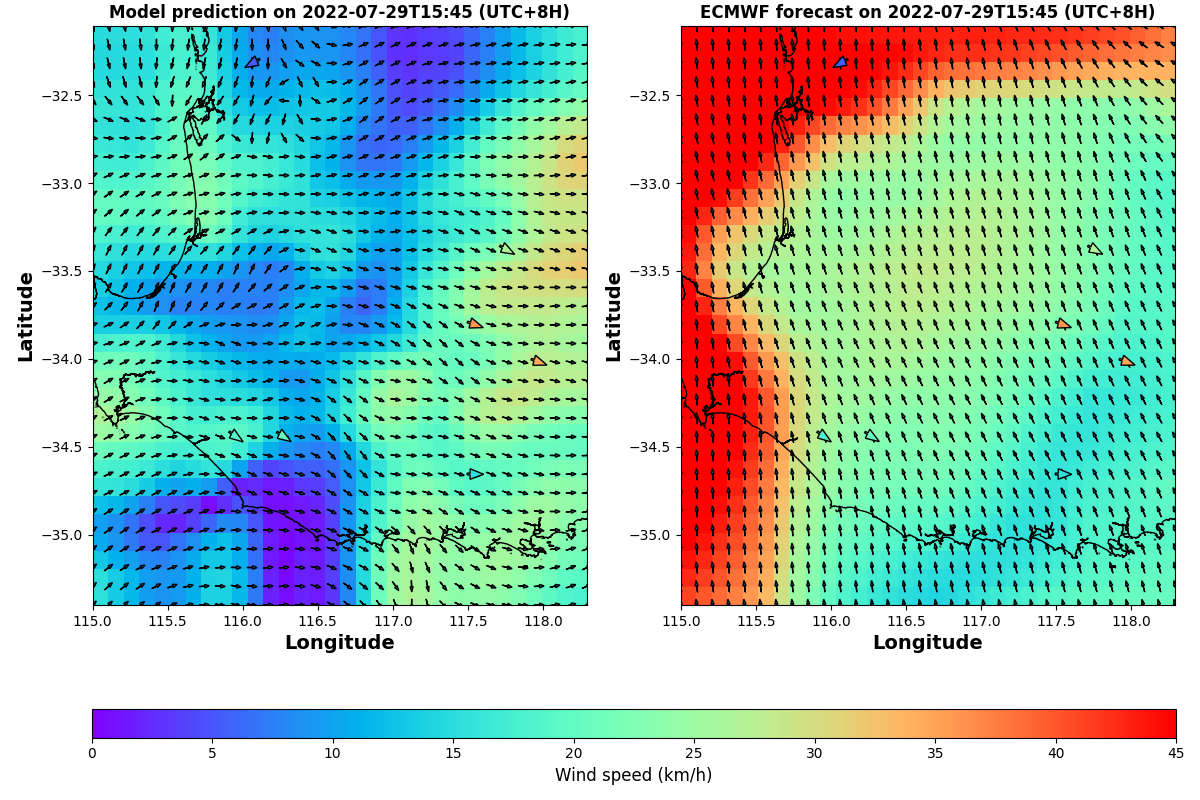 Model prediction on 2022-07-29T15:45 (UTC+8H)
ECMWF forecast on 2022-07-29T15:45 (UTC+8H)
Latitude
−32.5
−33.0
−33.5
−34.0
−34.5
−35.0
115.0 115.5 116.0 116.5 117.0 117.5 118.0
Longitude
Latitude
−32.5
−33.0
−33.5
−34.0
−34.5
−35.0
115.0 115.5 116.0 116.5 117.0 117.5 118.0
Longitude
0 5 10 15 20 25 30 35 40 45
Wind speed (km/h)